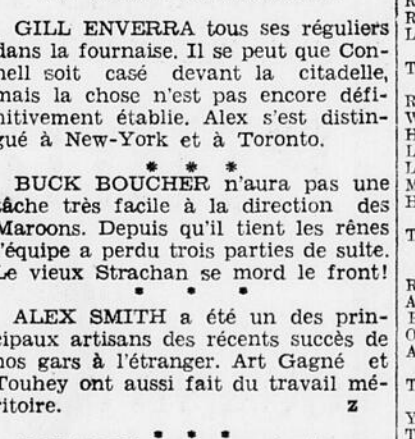 GILL ENVERRA tous ses réguliers
dans la fournaise. Il se peut que Con-
nell soit casé devant la citadelle,
mais la chose n'est pas encore défi-
nitivement établie. Alex s'est distin-
gué à New-York et à Toronto.
* * *
BUCK BOUCHER n'aura pas une
tâche très facile à la direction des
Maroons. Depuis qu'il tient les rênes
l'équipe a perdu trois parties de suite.
Le vieux Strachan se mord le front!
* * *
ALEX SMITH a été un des prin-
cipaux artisans des récents succès de
nos gars à l'étranger. Art Gagné et
Touhey ont aussi fait du travail mé-
ritoire. z
* * *